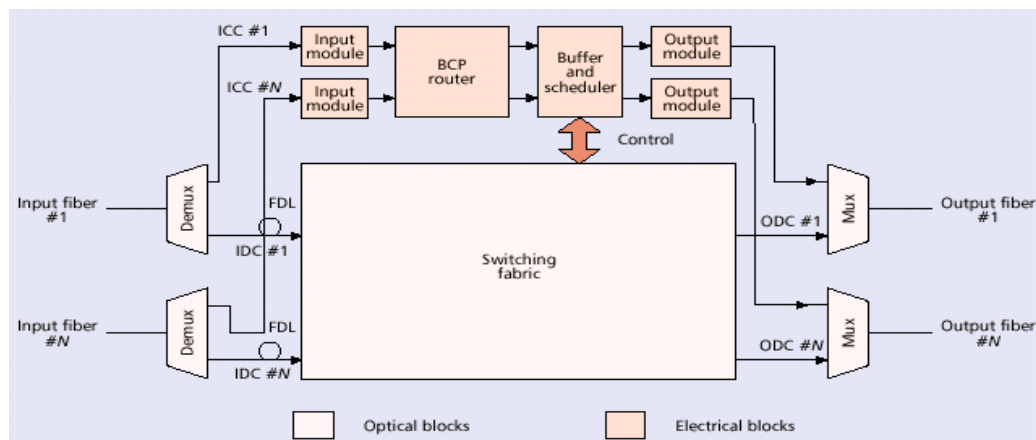 ICC #1
Input
module
BCP
router
Buffer
and
scheduler
Output
module
ICC #N
Input
module
Output
module
Control
Input fiber
#1
Demux
FDL
IDC #1
Switching
fabric
ODC #1
Mux
Output fiber
#1
Input fiber
#N
Demux
FDL
IDC #N
ODC #N
Mux
Output fiber
#N
Optical blocks
Electrical blocks